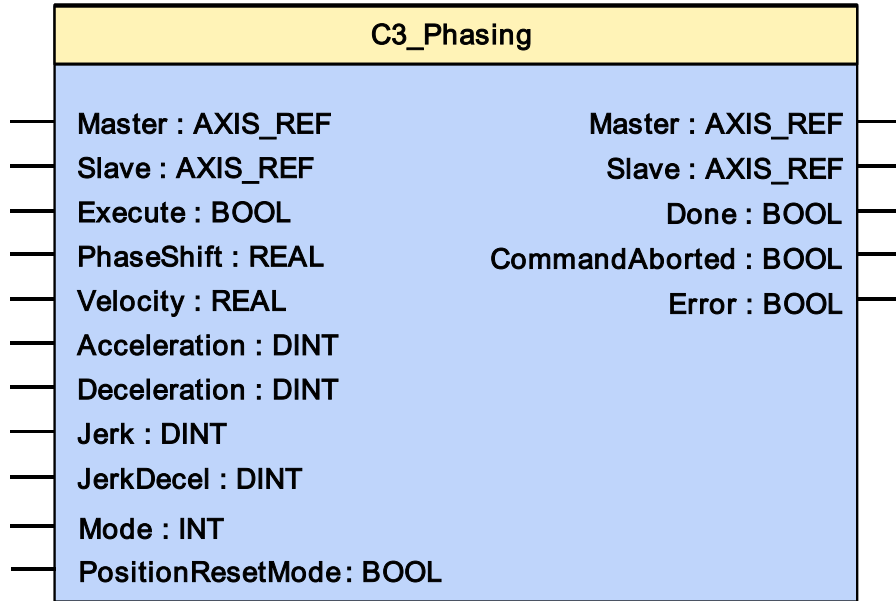 C3_Phasing
Master : AXIS_REF
Slave : AXIS_REF
Execute : BOOL
PhaseShift : REAL
Velocity : REAL
Acceleration : DINT
Deceleration : DINT
Jerk : DINT
JerkDecel : DINT
Mode : INT
PositionResetMode : BOOL
Master : AXIS_REF
Slave : AXIS_REF
Done : BOOL
CommandAborted : BOOL
Error : BOOL